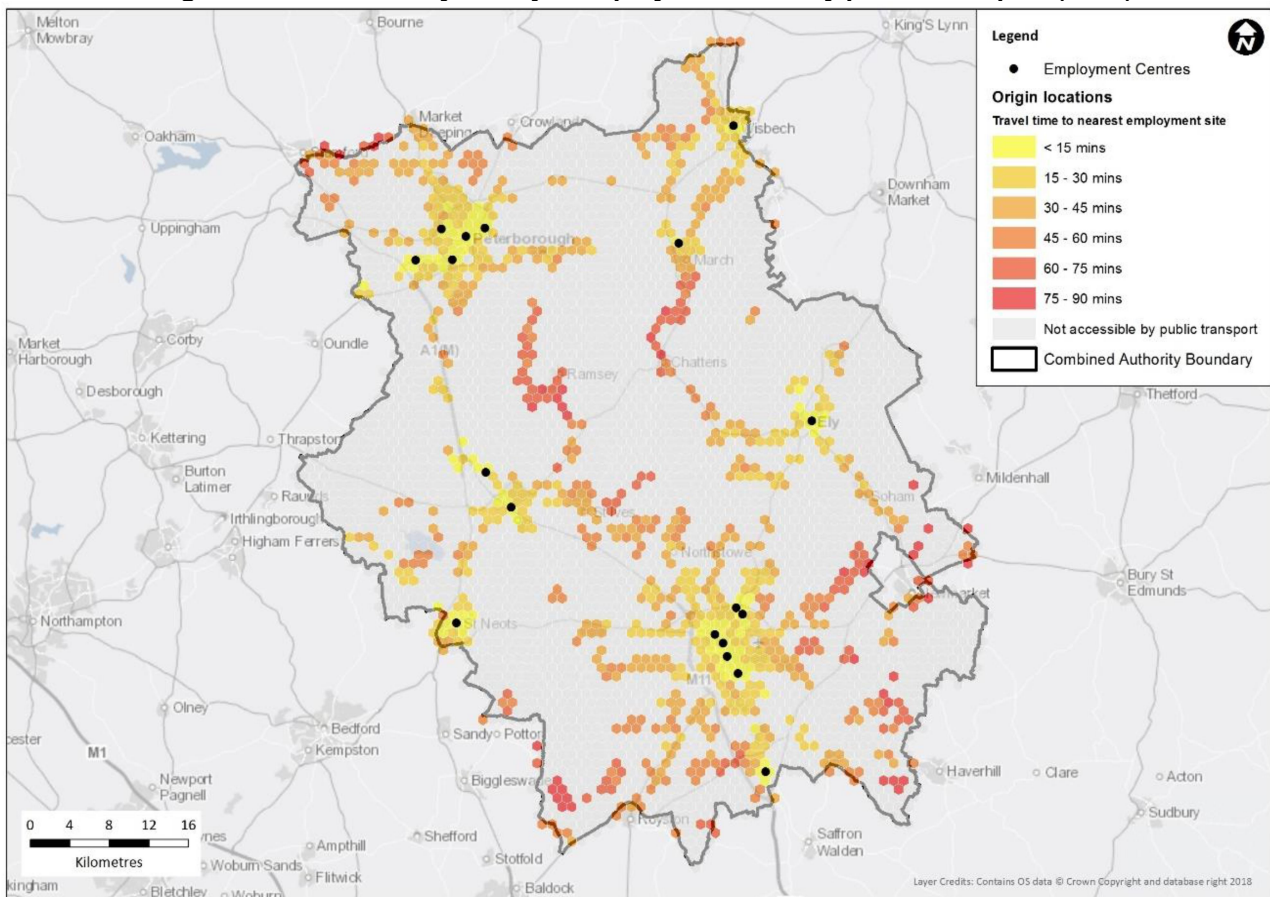 Melton
Mowbray
Bourne
King'S Lynn
Oakham
Market
Deeping
Crowland
Uppingham
Peterborough
Downham
Market
March
Market
Harborough
Corby
Oundle
A1(M)
Ramsey
Chatteris
Desborough
Thetford
Kettering
Thrapston
Ely
Burton
Latimer
Mildenhall
Soham
Irthlingborough
Higham Ferrers
Northstowe
Bury St
Edmunds
Northampton
St Neots
M11
Olney
Bedford
Kempston
Sandy
Potton
M1
Newport
Pagnell
Haverhill
Clare
Acton
Sudbury
Shefford
Royston
Saffron
Walden
Ampthill
Stotfold
Woburn Sands
Flitwick
Bletchley
Woburn
Baldock
Legend
N
Employment Centres
Origin locations
Travel time to nearest employment site
< 15 mins
15 - 30 mins
30 - 45 mins
45 - 60 mins
60 - 75 mins
75 - 90 mins
Not accessible by public transport
Combined Authority Boundary
0 4 8 12 16
Kilometres
Layer Credits: Contains OS data © Crown Copyright and database right 2018